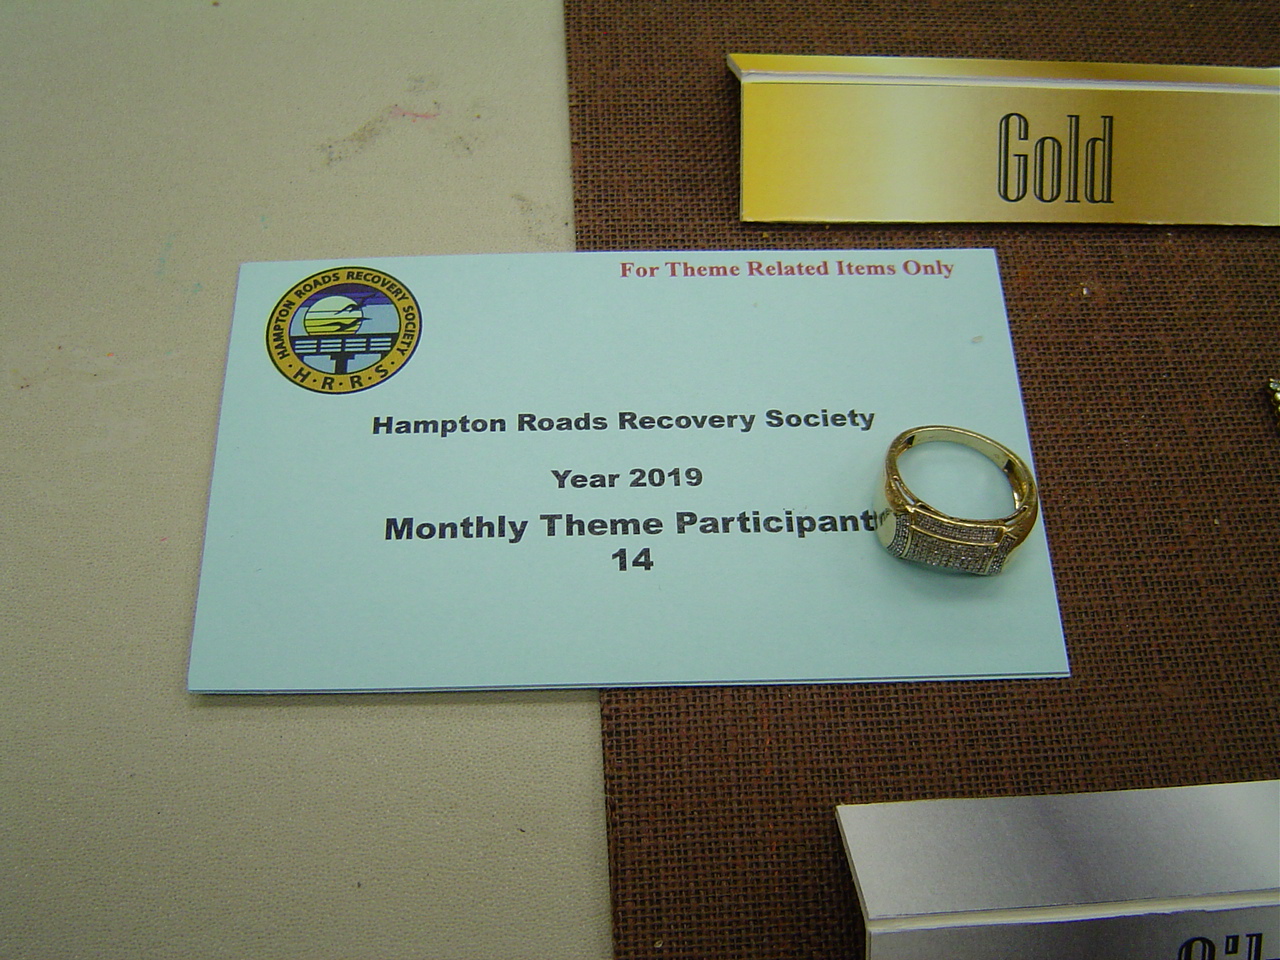 Gold
For Theme Related Items Only
HAMPTON ROADS RECOVERY SOCIETY
· H · R · R · S ·
Hampton Roads Recovery Society
Year 2019
Monthly Theme Participant
14